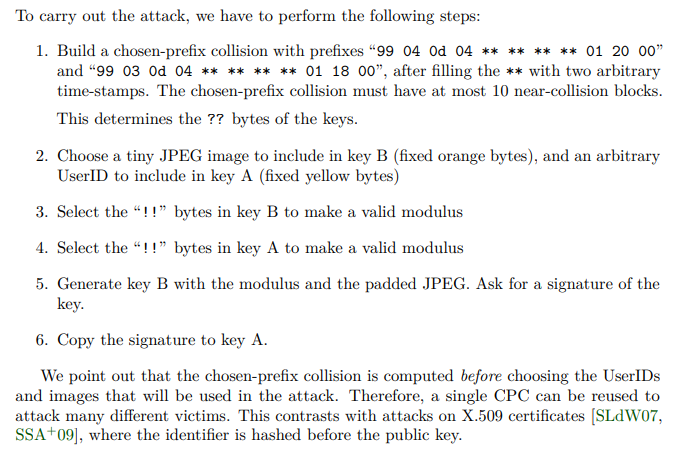 To carry out the attack, we have to perform the following steps:
1. Build a chosen-prefix collision with prefixes “99 04 0d 04 ** ** ** ** 01 20 00”
and “99 03 0d 04 ** ** ** ** 01 18 00”, after filling the ** with two arbitrary
time-stamps. The chosen-prefix collision must have at most 10 near-collision blocks.
This determines the ?? bytes of the keys.
2. Choose a tiny JPEG image to include in key B (fixed orange bytes), and an arbitrary
UserID to include in key A (fixed yellow bytes)
3. Select the “!!” bytes in key B to make a valid modulus
4. Select the “!!” bytes in key A to make a valid modulus
5. Generate key B with the modulus and the padded JPEG. Ask for a signature of the
key.
6. Copy the signature to key A.
We point out that the chosen-prefix collision is computed before choosing the UserIDs
and images that will be used in the attack. Therefore, a single CPC can be reused to
attack many different victims. This contrasts with attacks on X.509 certificates [SLdW07,
SSA+09], where the identifier is hashed before the public key.